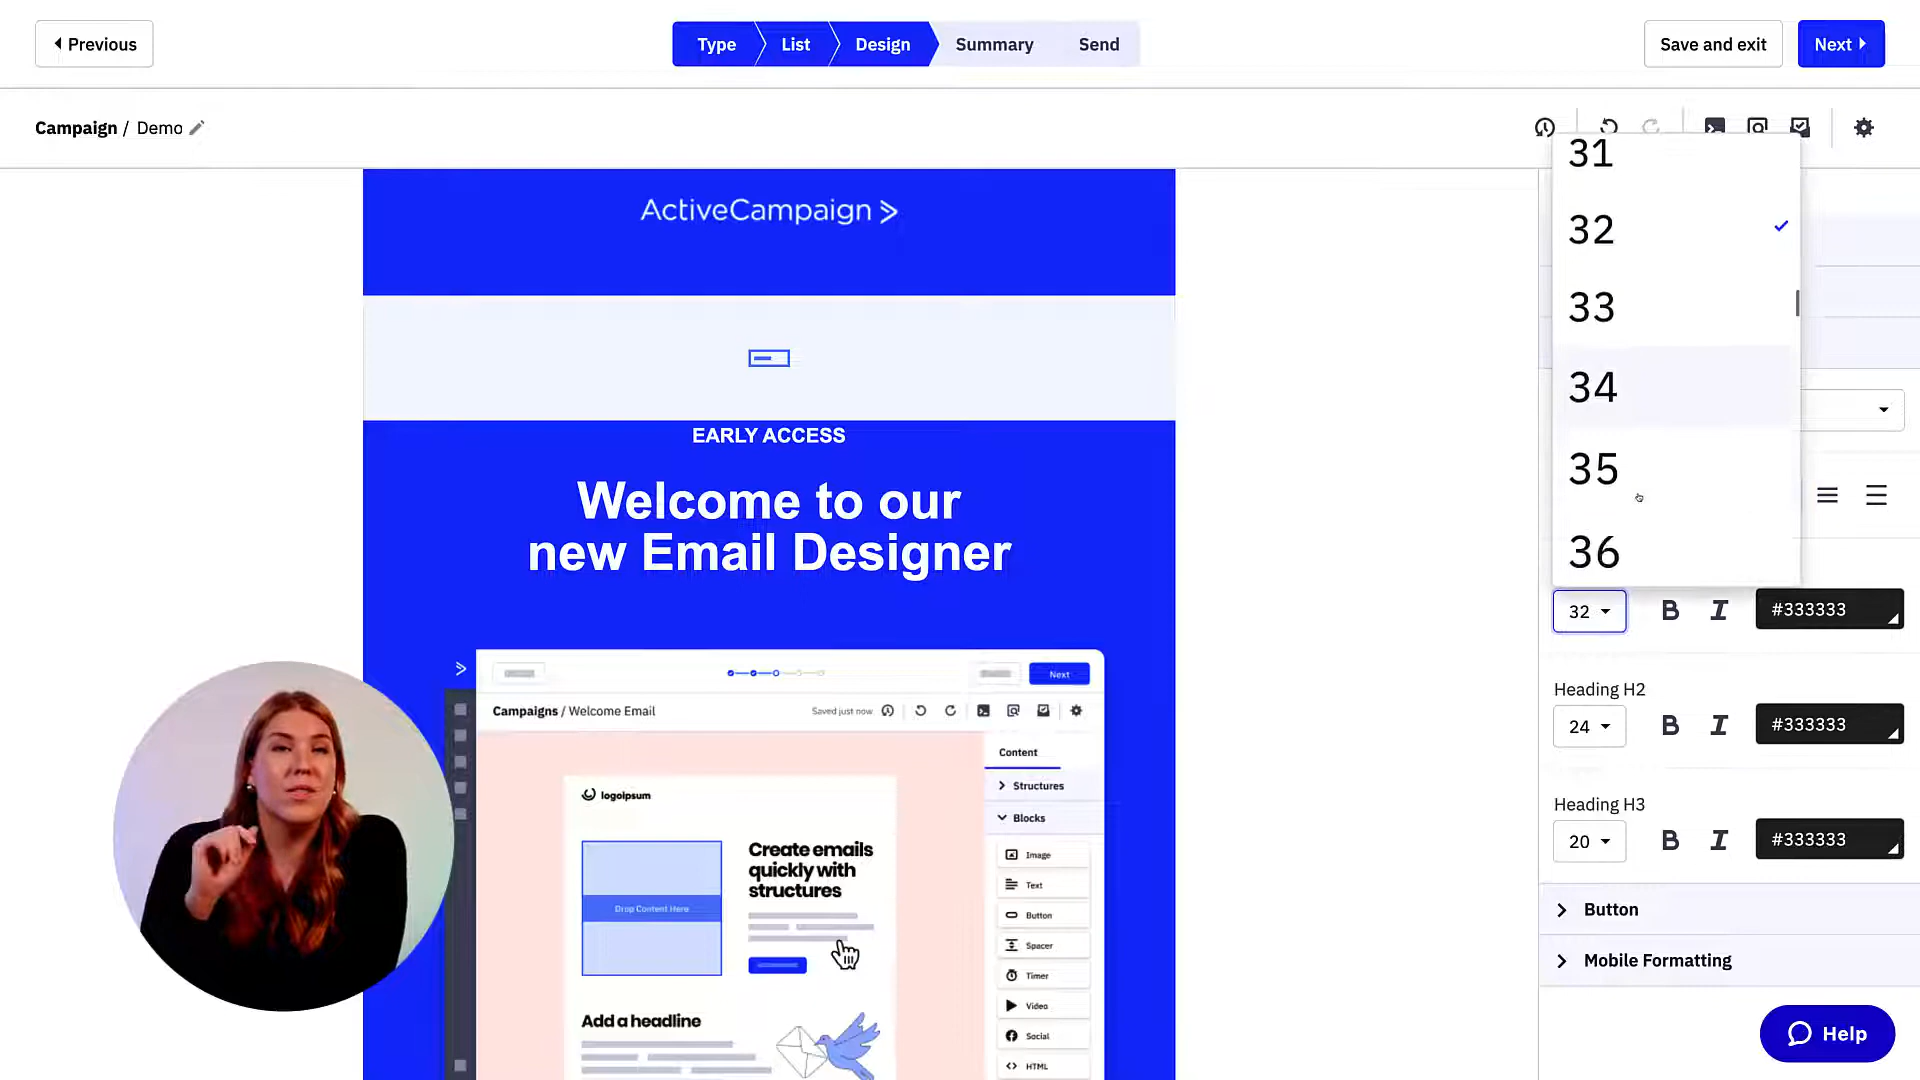 Previous
Type
List
Design
Summary
Send
Save and exit
Next
Campaign / Demo
31
32
33
34
35
36
ActiveCampaign
EARLY ACCESS
Welcome to our
new Email Designer
32
B I
#333333
Heading H2
24
B I
#333333
Heading H3
20
B I
#333333
Button
Mobile Formatting
Help
Next
Campaigns / Welcome Email
Saved just now
Content
Structures
Blocks
Image
Text
Button
Spacer
Timer
Video
Social
HTML
logoipsum
Drop Content Here
Create emails
quickly with
structures
Add a headline